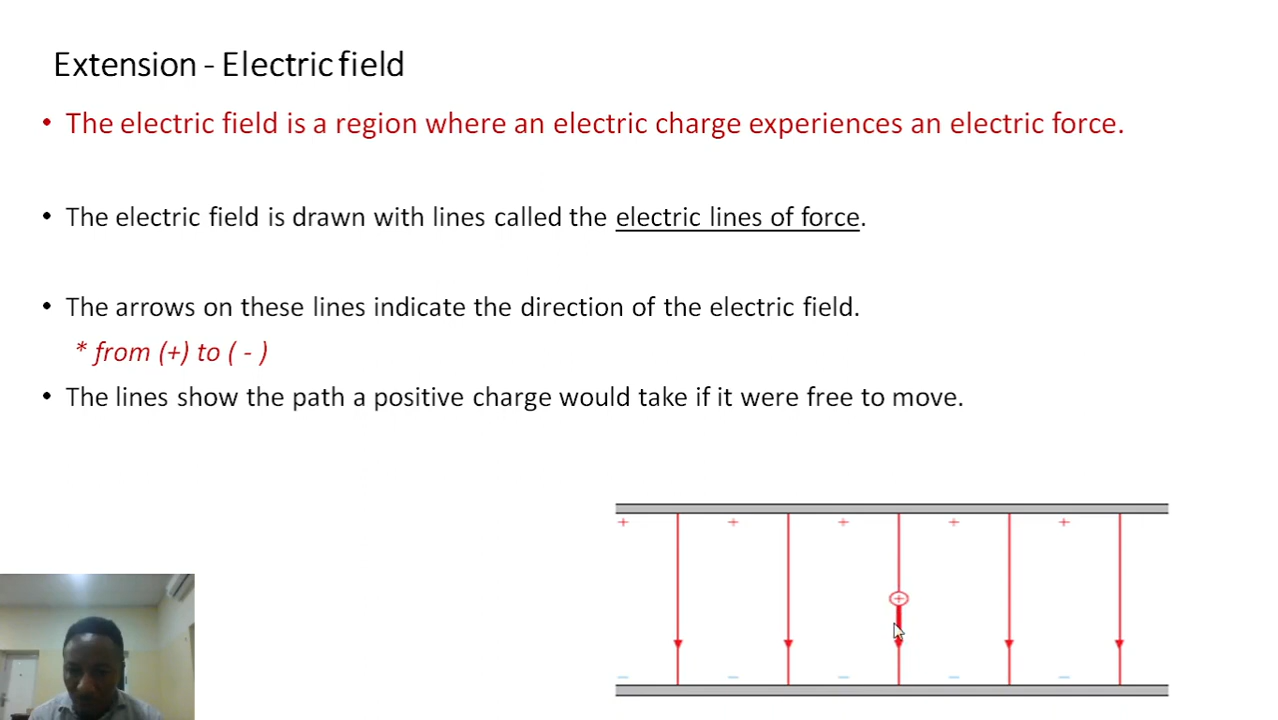 Extension - Electric field
• The electric field is a region where an electric charge experiences an electric force.
• The electric field is drawn with lines called the electric lines of force.
• The arrows on these lines indicate the direction of the electric field.
* from (+) to ( - )
• The lines show the path a positive charge would take if it were free to move.
+ + + + +
+
- - - - -